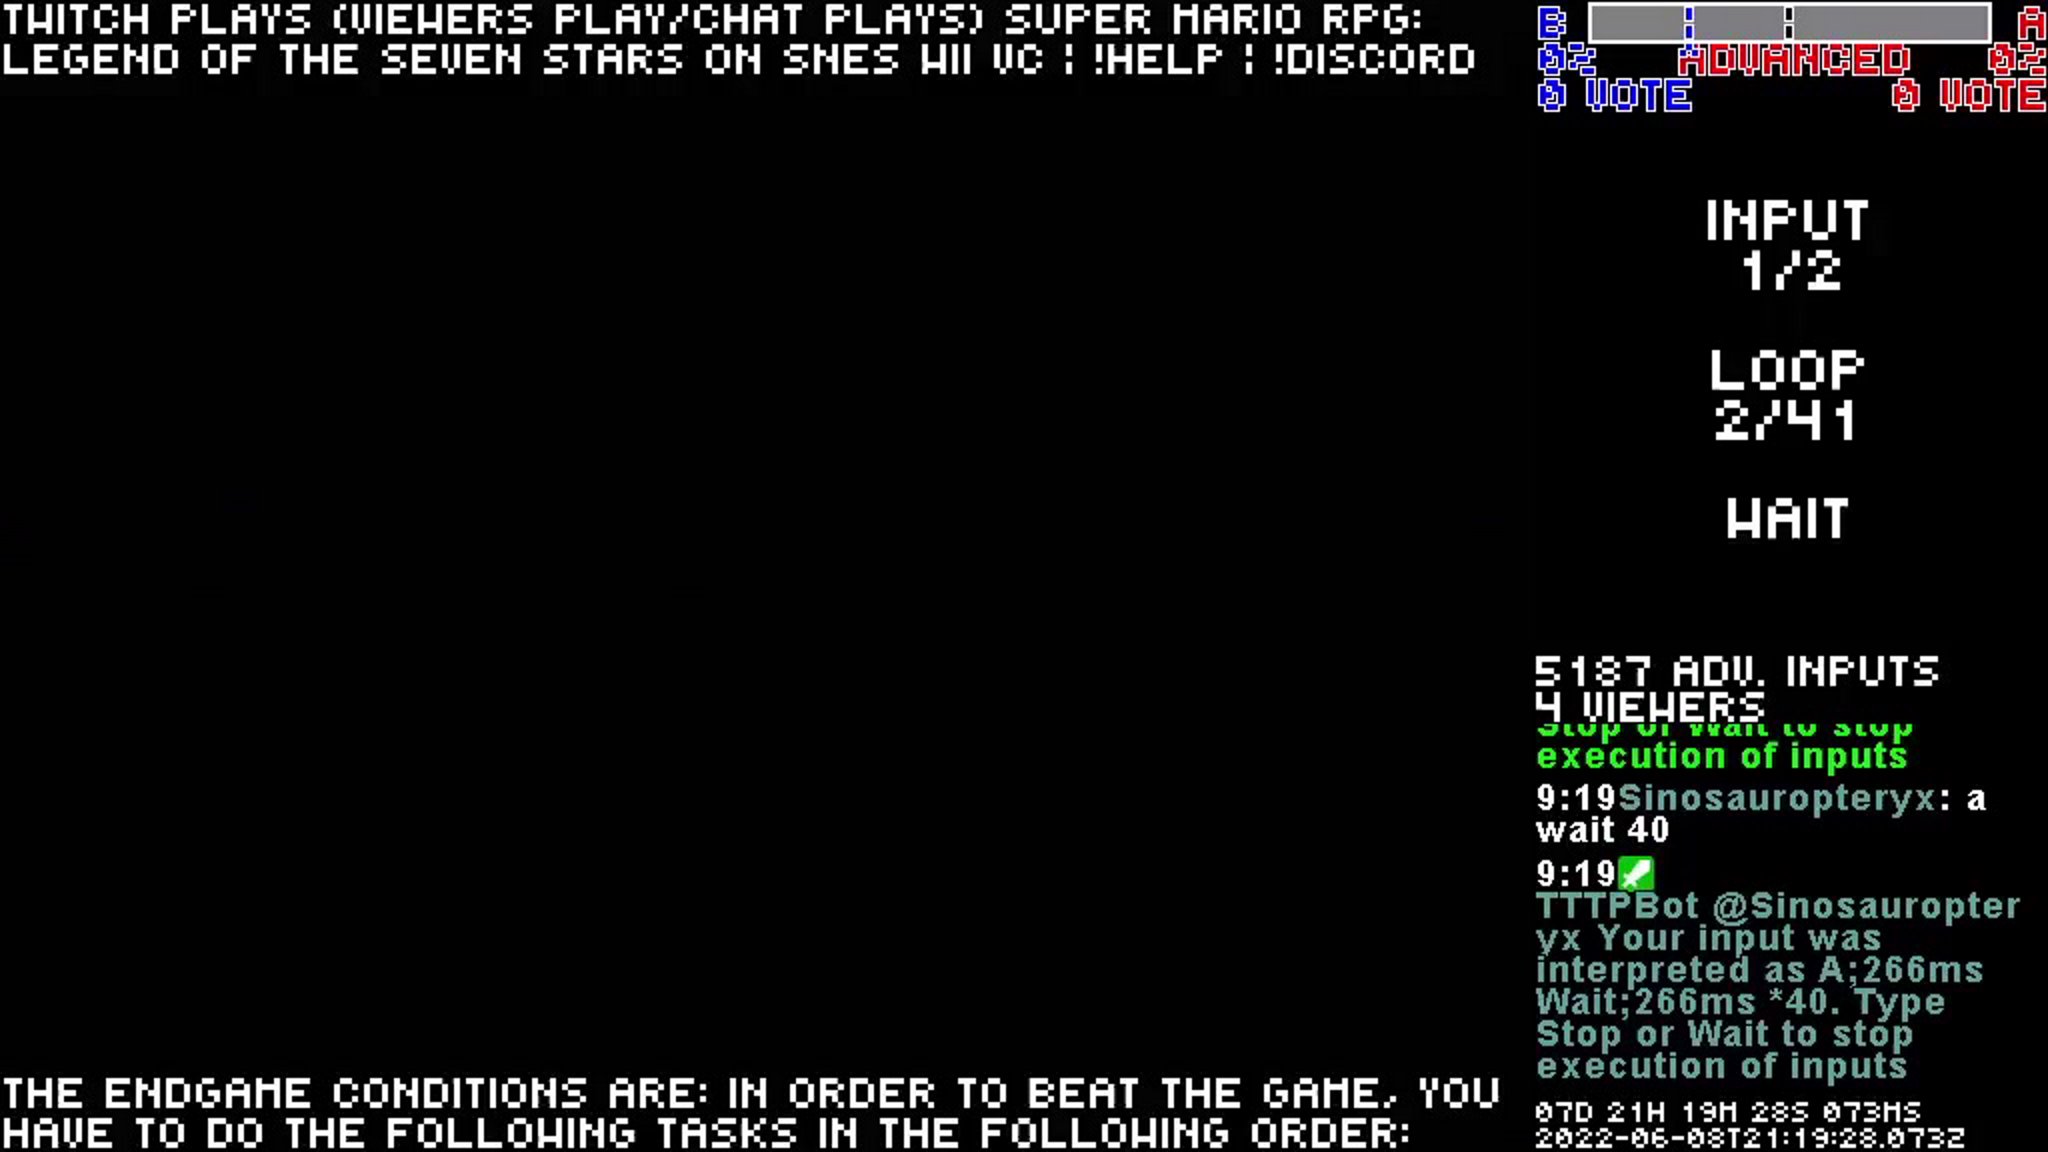 TWITCH PLAYS (VIEWERS PLAY/CHAT PLAYS) SUPER MARIO RPG:
LEGEND OF THE SEVEN STARS ON SNES WII VC ¦ !HELP ¦ !DISCORD
B A
0% ADVANCED 0%
0 VOTE 0 VOTE
INPUT
1/2
LOOP
2/41
WAIT
5187 ADV. INPUTS
4 VIEWERS
Stop or Wait to stop
execution of inputs
9:19Sinosauropteryx: a
wait 40
9:19
TTTPBot @Sinosauropter
yx Your input was
interpreted as A;266ms
Wait;266ms *40. Type
Stop or Wait to stop
execution of inputs
THE ENDGAME CONDITIONS ARE: IN ORDER TO BEAT THE GAME, YOU
HAVE TO DO THE FOLLOWING TASKS IN THE FOLLOWING ORDER:
07D 21H 19M 28S 073MS
2022-06-08T21:19:28.073Z